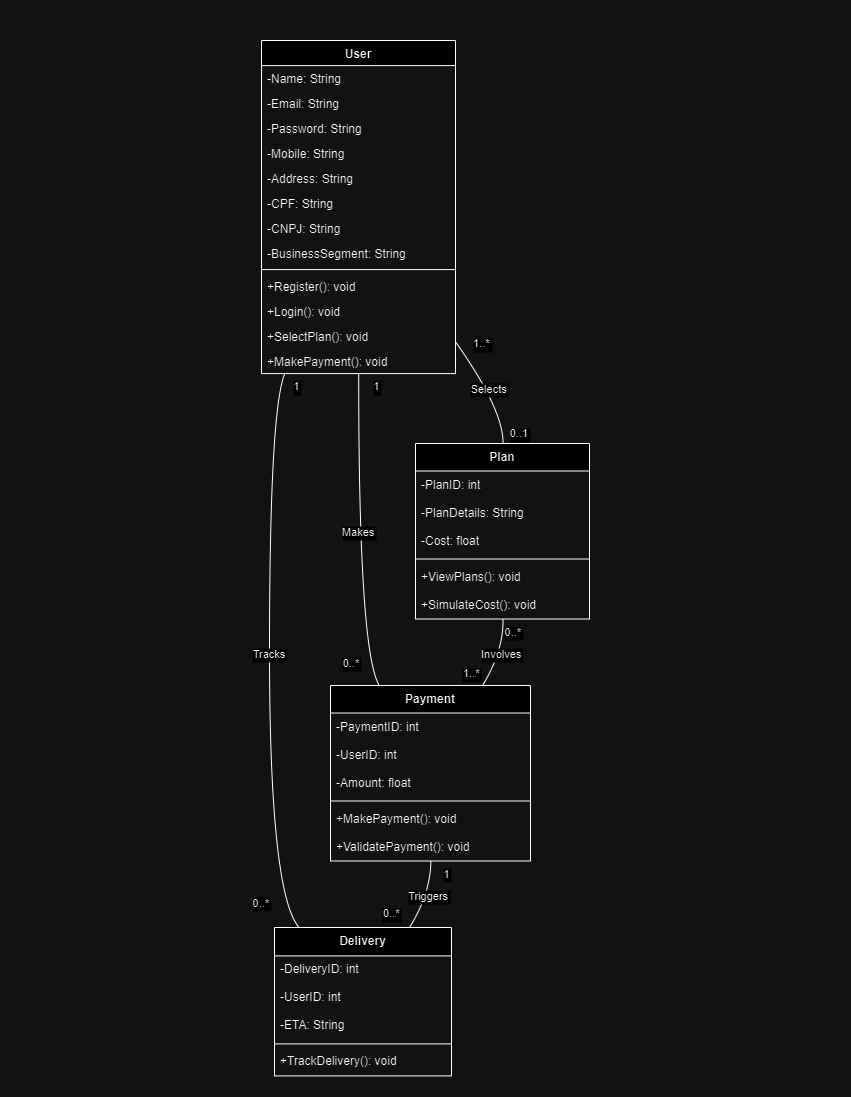 User
-Name: String
-Email: String
-Password: String
-Mobile: String
-Address: String
-CPF: String
-CNPJ: String
-BusinessSegment: String
+Register(): void
+Login(): void
+SelectPlan(): void
+MakePayment(): void
1..*
1
1
Selects
0..1
Plan
-PlanID: int
-PlanDetails: String
-Cost: float
Makes
+ViewPlans(): void
+SimulateCost(): void
0..*
Tracks
Involves
0..*
1..*
Payment
-PaymentID: int
-UserID: int
-Amount: float
+MakePayment(): void
+ValidatePayment(): void
1
Triggers
0..*
0..*
Delivery
-DeliveryID: int
-UserID: int
-ETA: String
+TrackDelivery(): void